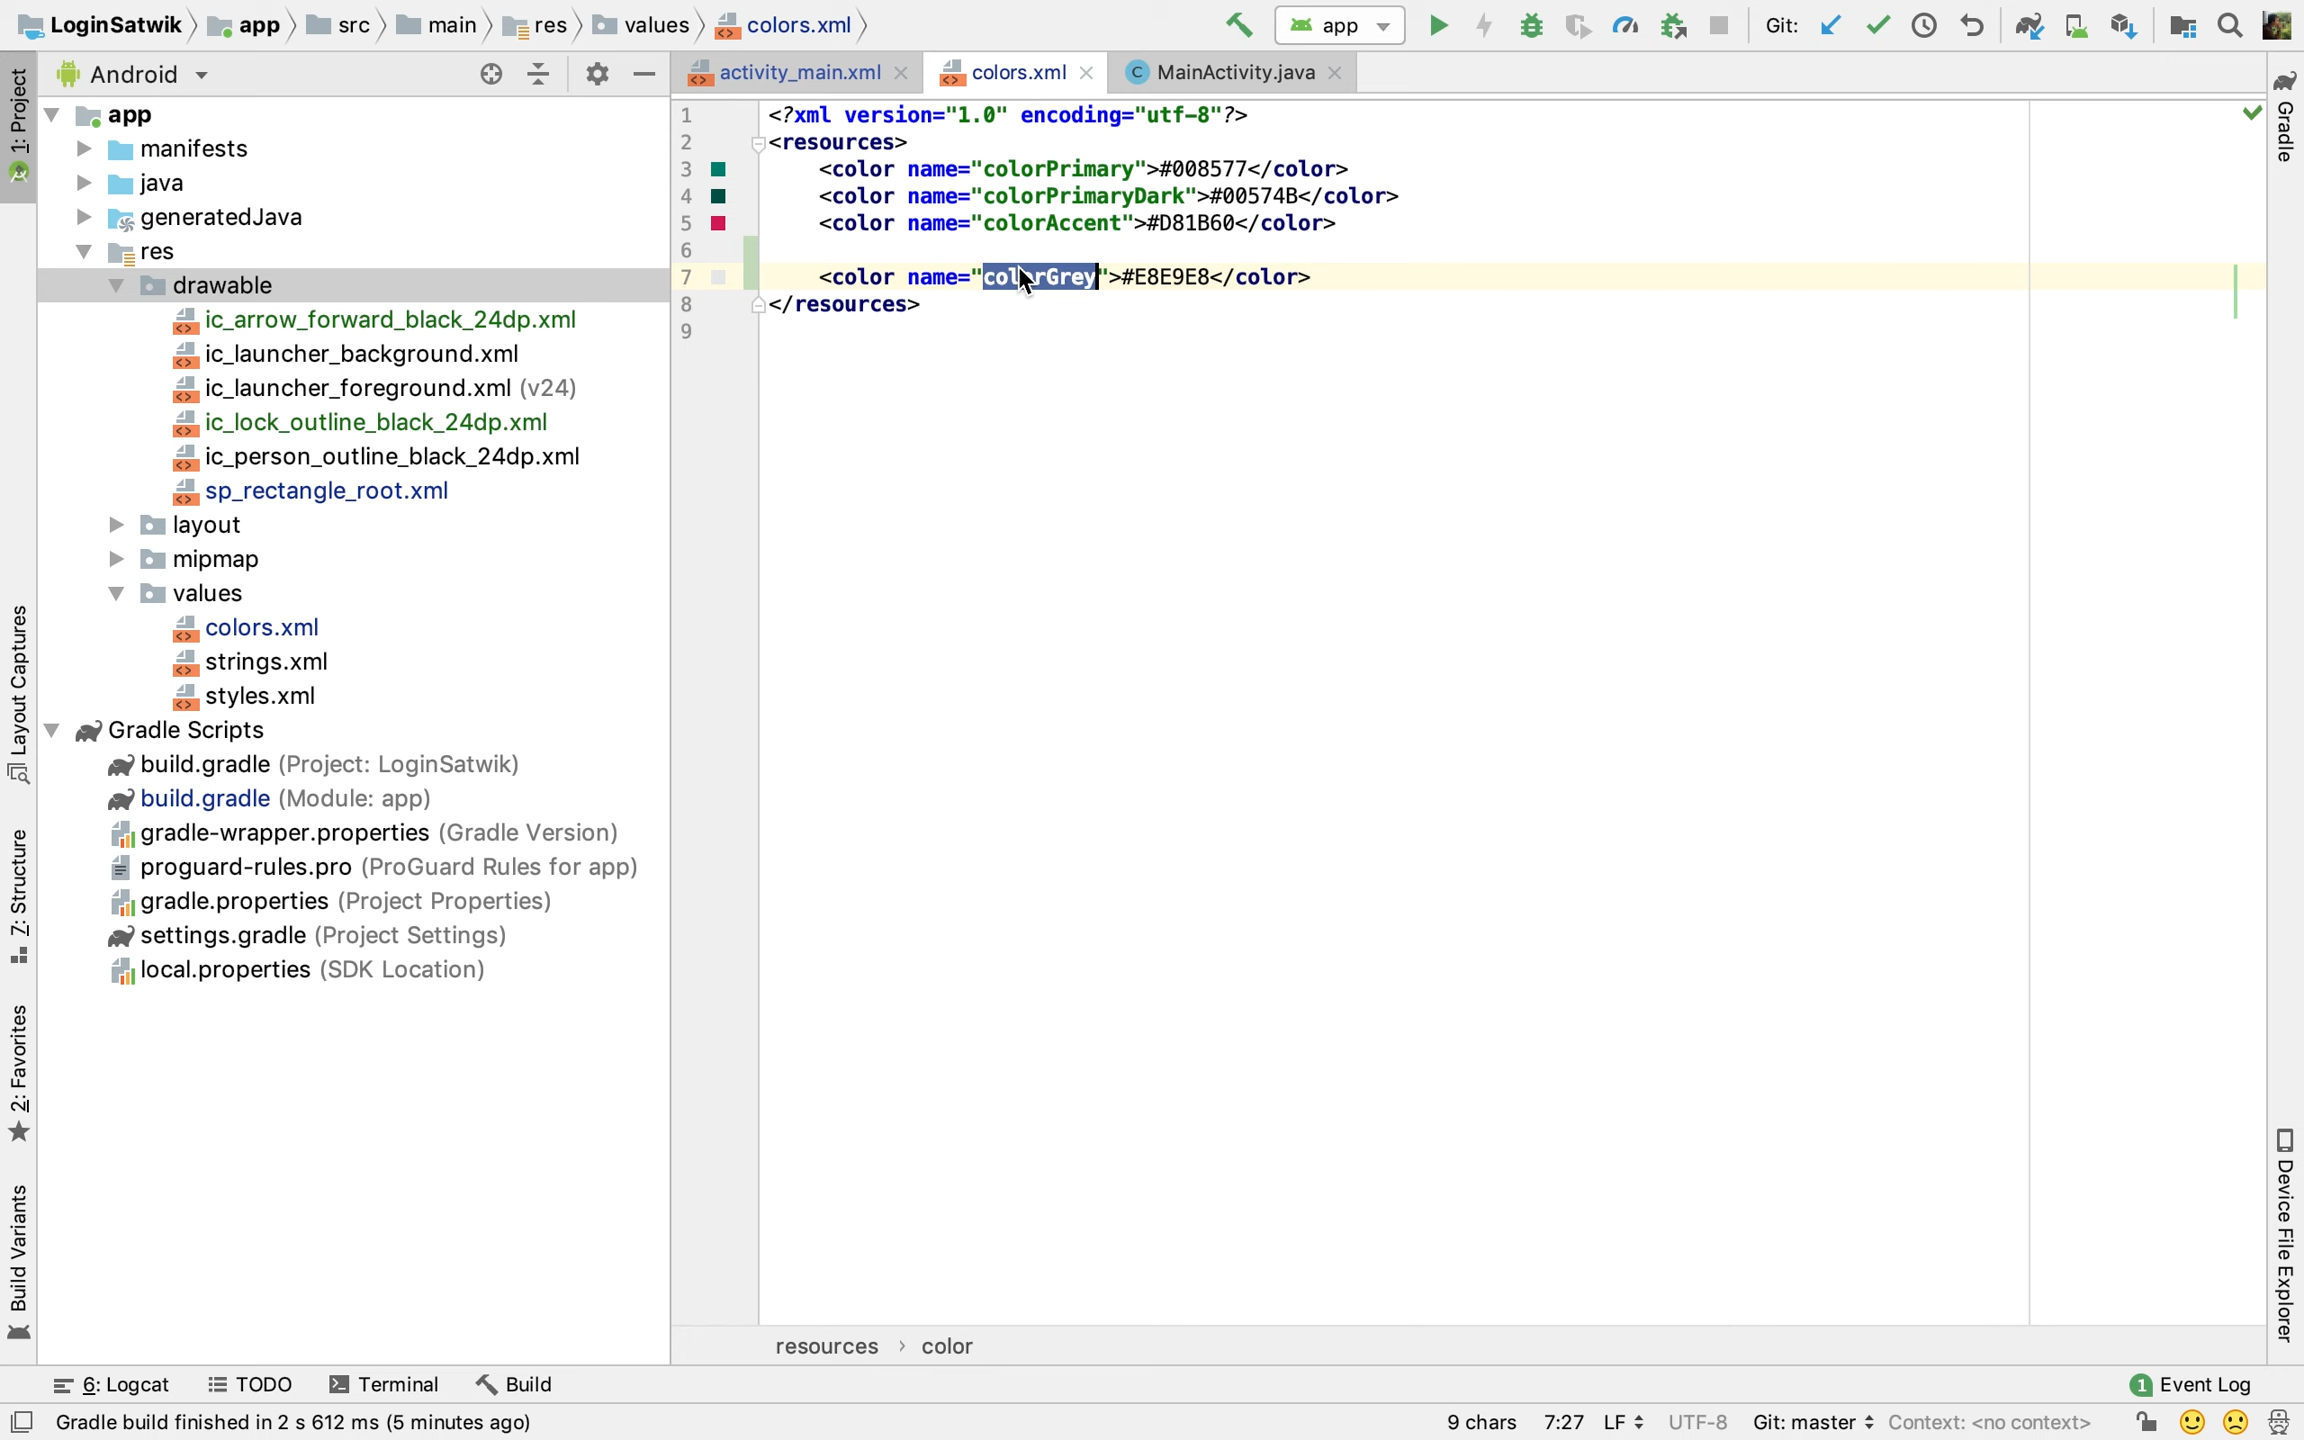 LoginSatwik app src main res values colors.xml
app Git:
Android
activity_main.xml colors.xml MainActivity.java
app
manifests
java
generatedJava
res
drawable
ic_arrow_forward_black_24dp.xml
ic_launcher_background.xml
ic_launcher_foreground.xml (v24)
ic_lock_outline_black_24dp.xml
ic_person_outline_black_24dp.xml
sp_rectangle_root.xml
layout
mipmap
values
colors.xml
strings.xml
styles.xml
Gradle Scripts
build.gradle (Project: LoginSatwik)
build.gradle (Module: app)
gradle-wrapper.properties (Gradle Version)
proguard-rules.pro (ProGuard Rules for app)
gradle.properties (Project Properties)
settings.gradle (Project Settings)
local.properties (SDK Location)
1 <?xml version="1.0" encoding="utf-8"?>
2 <resources>
3 <color name="colorPrimary">#008577</color>
4 <color name="colorPrimaryDark">#00574B</color>
5 <color name="colorAccent">#D81B60</color>
6
7 <color name="colorGrey">#E8E9E8</color>
8 </resources>
9
resources › color
1: Project
Layout Captures
7: Structure
2: Favorites
Build Variants
Gradle
Device File Explorer
6: Logcat TODO Terminal Build
1 Event Log
Gradle build finished in 2 s 612 ms (5 minutes ago)
9 chars 7:27 LF UTF-8 Git: master Context: <no context>